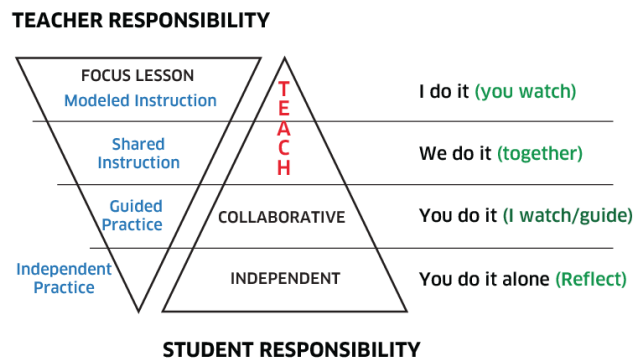 TEACHER RESPONSIBILITY
FOCUS LESSON
Modeled Instruction
TEACH
I do it (you watch)
Shared
Instruction
We do it (together)
Guided
Practice
COLLABORATIVE
You do it (I watch/guide)
Independent
Practice
INDEPENDENT
You do it alone (Reflect)
STUDENT RESPONSIBILITY